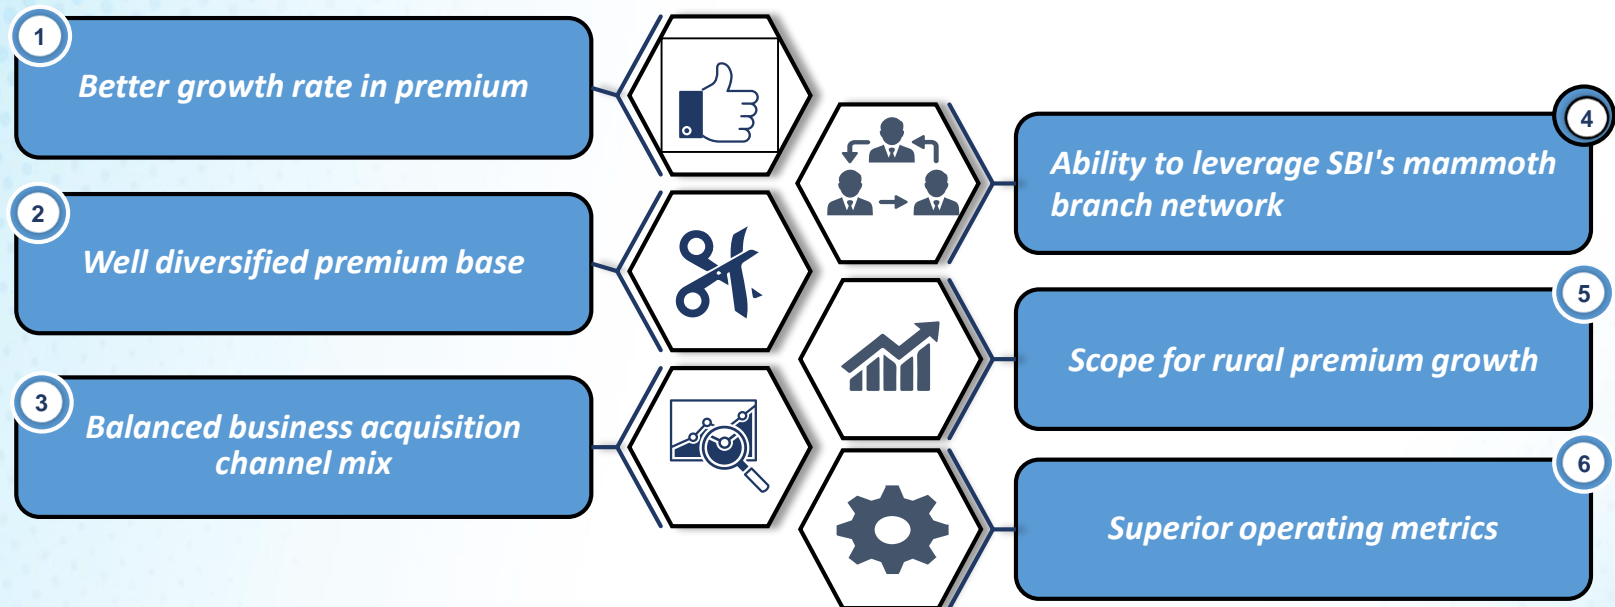 1
Better growth rate in premium
2
Well diversified premium base
3
Balanced business acquisition
channel mix
4
Ability to leverage SBI's mammoth
branch network
5
Scope for rural premium growth
6
Superior operating metrics